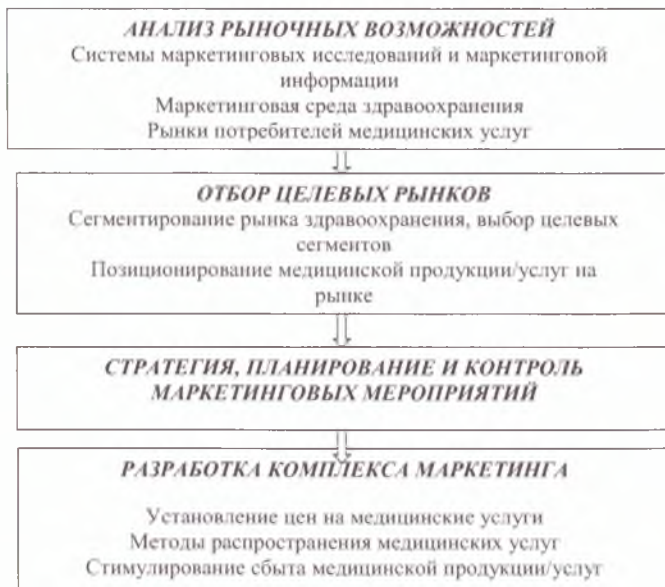 АНАЛИЗ РЫНОЧНЫХ ВОЗМОЖНОСТЕЙ
Системы маркетинговых исследований и маркетинговой
информации
Маркетинговая среда здравоохранения
Рынки потребителей медицинских услуг
ОТБОР ЦЕЛЕВЫХ РЫНКОВ
Сегментирование рынка здравоохранения, выбор целевых
сегментов
Позиционирование медицинской продукции/услуг на
рынке
СТРАТЕГИЯ, ПЛАНИРОВАНИЕ И КОНТРОЛЬ
МАРКЕТИНГОВЫХ МЕРОПРИЯТИЙ
РАЗРАБОТКА КОМПЛЕКСА МАРКЕТИНГА
Установление цен на медицинские услуги
Методы распространения медицинских услуг
Стимулирование сбыта медицинской продукции/услуг